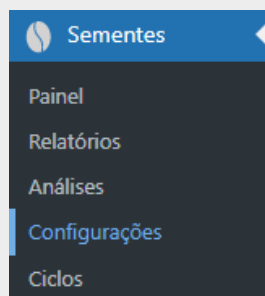 Sementes
Painel
Relatórios
Análises
Configurações
Ciclos